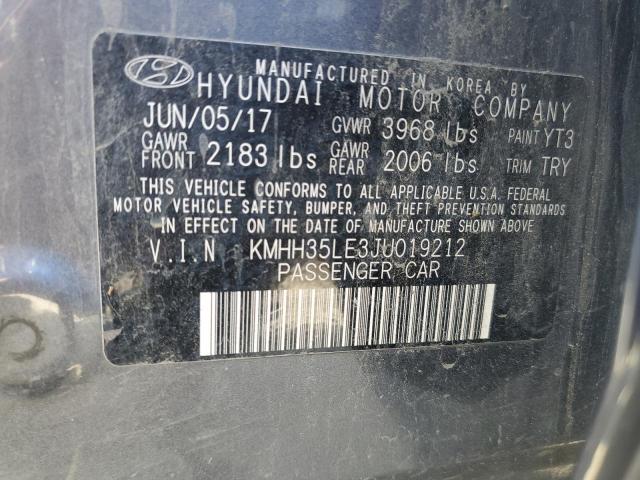 MANUFACTURED IN KOREA BY
HYUNDAI MOTOR COMPANY
JUN/05/17 GVWR 3968 lbs PAINT YT3
GAWR FRONT 2183 lbs GAWR REAR 2006 lbs TRIM TRY
THIS VEHICLE CONFORMS TO ALL APPLICABLE U.S.A. FEDERAL
MOTOR VEHICLE SAFETY, BUMPER, AND THEFT PREVENTION STANDARDS
IN EFFECT ON THE DATE OF MANUFACTURE SHOWN ABOVE.
V.I.N KMHH35LE3JU019212
PASSENGER CAR